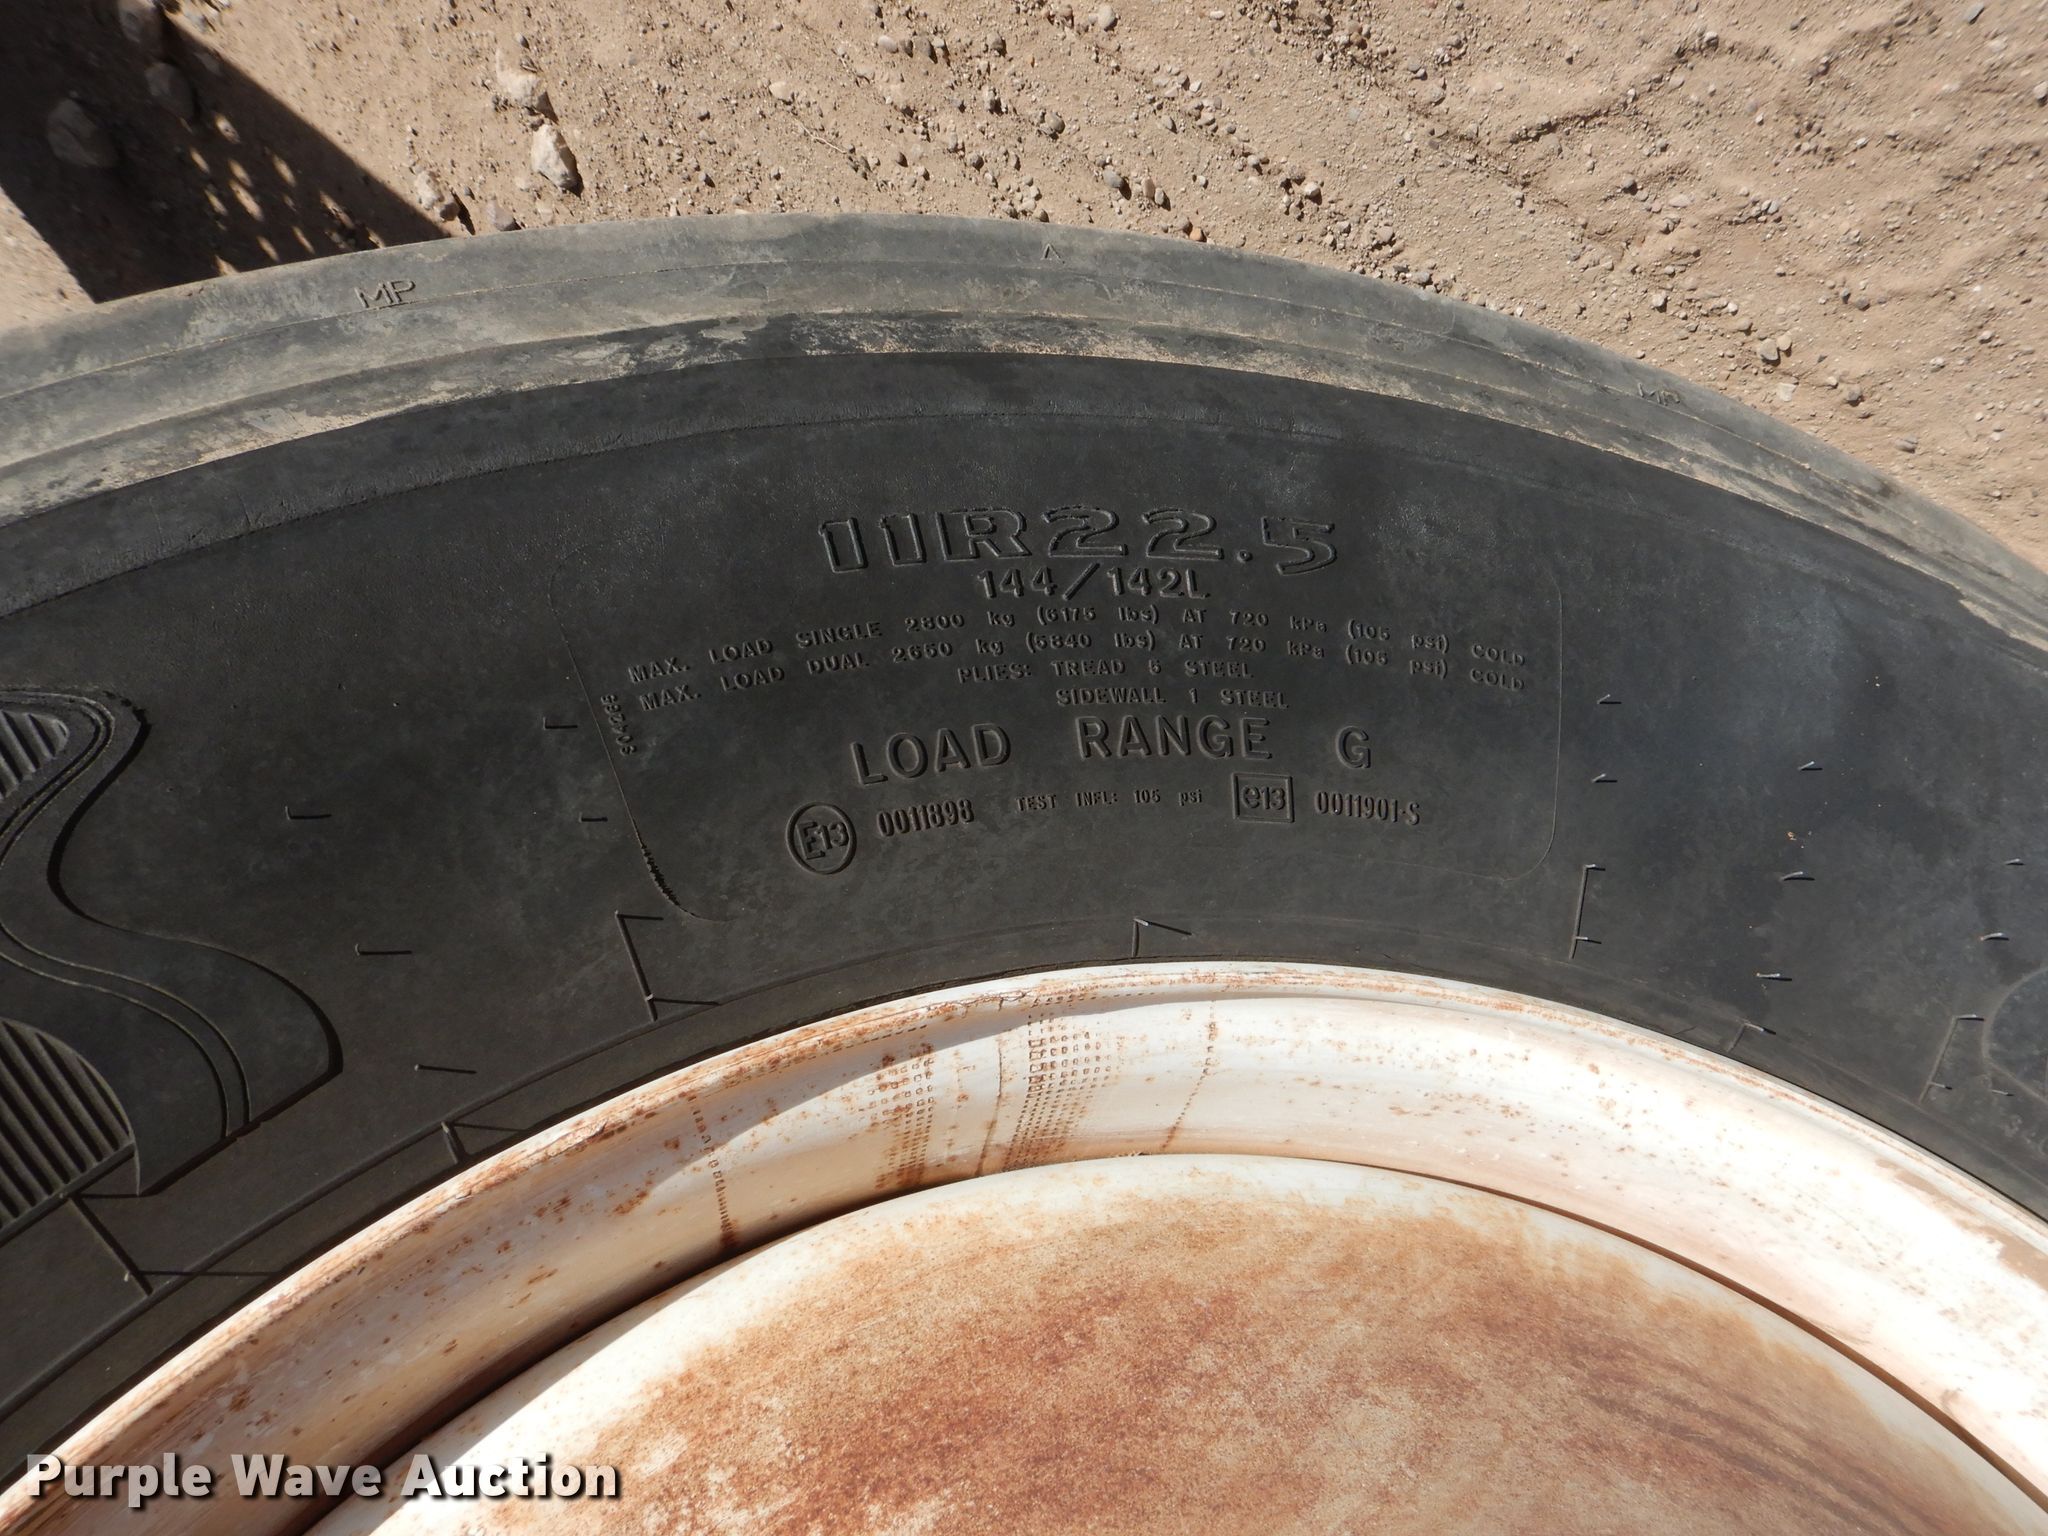 MP
MP
11R22.5
144/142L
MAX. LOAD SINGLE 2800 kg (6175 lbs) AT 720 kPa (105 psi) COLD
MAX. LOAD DUAL 2650 kg (5840 lbs) AT 720 kPa (105 psi) COLD
PLIES: TREAD 5 STEEL
SIDEWALL 1 STEEL
LOAD RANGE G
E13 0011898 TEST INFL: 105 psi e13 0011901-S
Purple Wave Auction